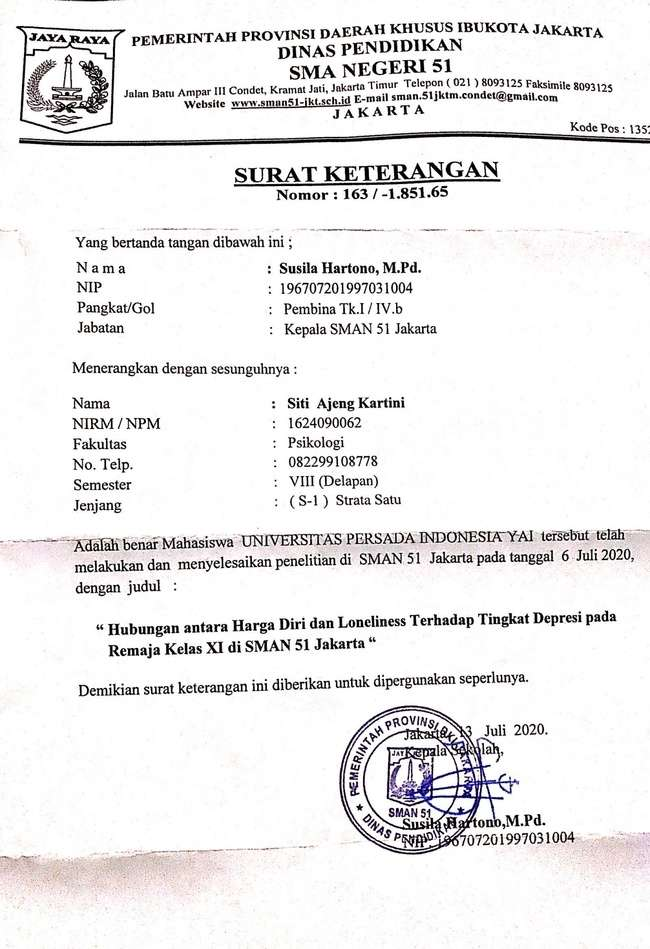 JAYA RAYA
PEMERINTAH PROVINSI DAERAH KHUSUS IBUKOTA JAKARTA
DINAS PENDIDIKAN
SMA NEGERI 51
Jalan Batu Ampar III Condet, Kramat Jati, Jakarta Timur Telepon ( 021 ) 8093125 Faksimile 8093125
Website www.sman51-jkt.sch.id E-mail sman.51jktm.condet@gmail.com
JAKARTA
Kode Pos : 1352
SURAT KETERANGAN
Nomor : 163 / -1.851.65
Yang bertanda tangan dibawah ini ;
N a m a : Susila Hartono, M.Pd.
NIP : 196707201997031004
Pangkat/Gol : Pembina Tk.I / IV.b
Jabatan : Kepala SMAN 51 Jakarta
Menerangkan dengan sesungguhnya :
Nama : Siti Ajeng Kartini
NIRM / NPM : 1624090062
Fakultas : Psikologi
No. Telp. : 082299108778
Semester : VIII (Delapan)
Jenjang : ( S-1 ) Strata Satu
Adalah benar Mahasiswa UNIVERSITAS PERSADA INDONESIA YAI tersebut telah
melakukan dan menyelesaikan penelitian di SMAN 51 Jakarta pada tanggal 6 Juli 2020,
dengan judul :
“ Hubungan antara Harga Diri dan Loneliness Terhadap Tingkat Depresi pada
Remaja Kelas XI di SMAN 51 Jakarta “
Demikian surat keterangan ini diberikan untuk dipergunakan seperlunya.
Jakarta, 13 Juli 2020.
Kepala Sekolah,
PEMERINTAH PROVINSI DKI JAKARTA
SMAN 51
DINAS PENDIDIKAN
Susila Hartono,M.Pd.
NIP 196707201997031004